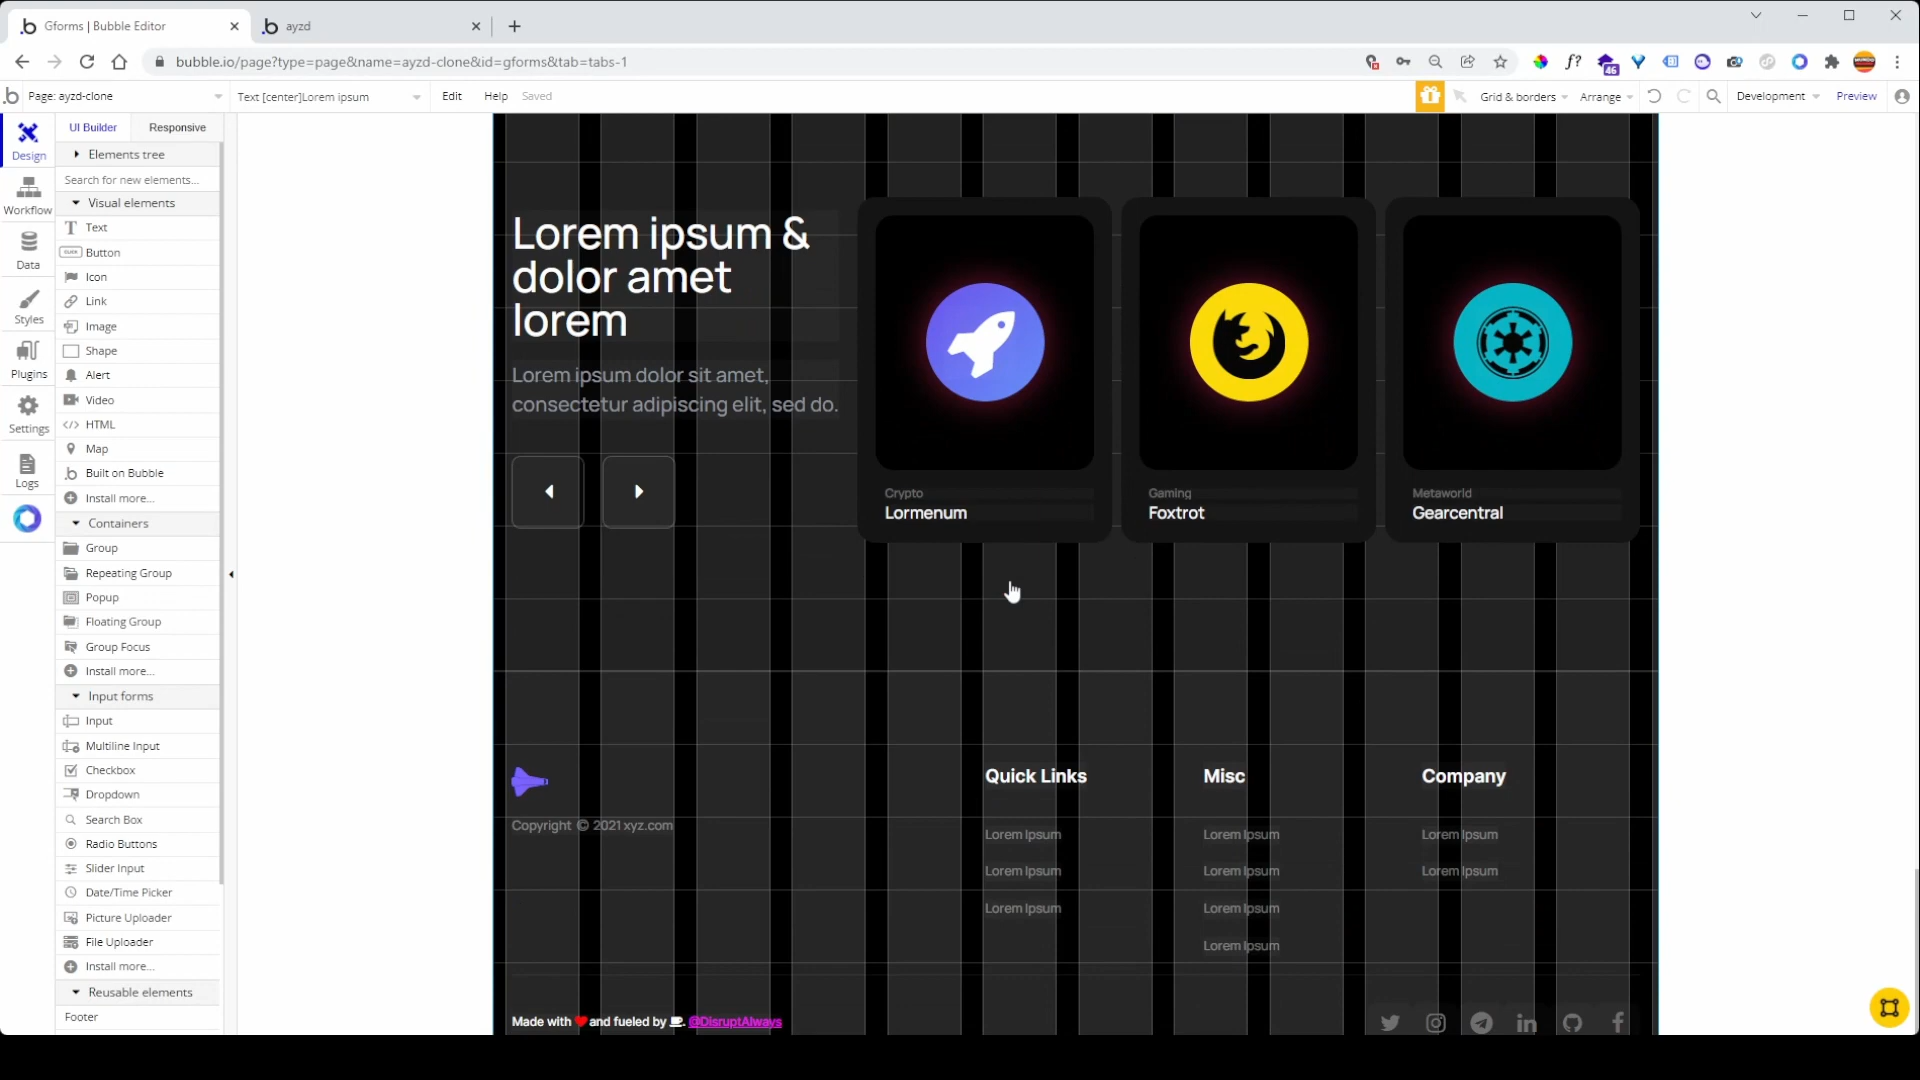 Gforms | Bubble Editor
ayzd
bubble.io/page?type=page&name=ayzd-clone&id=gforms&tab=tabs-1
46
Page: ayzd-clone
Text [center]Lorem ipsum
Edit
Help
Saved
Grid & borders
Arrange
Development
Preview
Design
Workflow
Data
Styles
Plugins
Settings
Logs
UI Builder
Responsive
Elements tree
Search for new elements...
Visual elements
Text
CLICK
Button
Icon
Link
Image
Shape
Alert
Video
HTML
Map
Built on Bubble
Install more...
Containers
Group
Repeating Group
Popup
Floating Group
Group Focus
Install more...
Input forms
Input
Multiline Input
Checkbox
Dropdown
Search Box
Radio Buttons
Slider Input
Date/Time Picker
Picture Uploader
File Uploader
Install more...
Reusable elements
Footer
Lorem ipsum &
dolor amet
lorem
Lorem ipsum dolor sit amet,
consectetur adipiscing elit, sed do.
Crypto
Lormenum
Gaming
Foxtrot
Metaworld
Gearcentral
Copyright © 2021 xyz.com
Quick Links
Lorem Ipsum
Lorem Ipsum
Lorem Ipsum
Misc
Lorem Ipsum
Lorem Ipsum
Lorem Ipsum
Lorem Ipsum
Company
Lorem Ipsum
Lorem Ipsum
Made with ❤ and fueled by ☕. @DisruptAlways